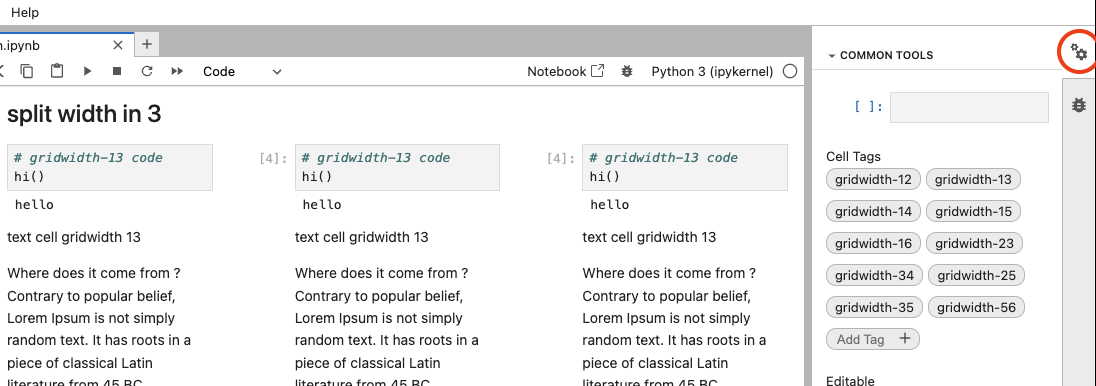 Help
n.ipynb
Code
Notebook
Python 3 (ipykernel)
split width in 3
# gridwidth-13 code
hi()
hello
text cell gridwidth 13
Where does it come from ?
Contrary to popular belief,
Lorem Ipsum is not simply
random text. It has roots in a
piece of classical Latin
literature from 45 BC
[4]:
# gridwidth-13 code
hi()
hello
text cell gridwidth 13
Where does it come from ?
Contrary to popular belief,
Lorem Ipsum is not simply
random text. It has roots in a
piece of classical Latin
literature from 45 BC
[4]:
# gridwidth-13 code
hi()
hello
text cell gridwidth 13
Where does it come from ?
Contrary to popular belief,
Lorem Ipsum is not simply
random text. It has roots in a
piece of classical Latin
literature from 45 BC
COMMON TOOLS
[ ]:
Cell Tags
gridwidth-12 gridwidth-13
gridwidth-14 gridwidth-15
gridwidth-16 gridwidth-23
gridwidth-34 gridwidth-25
gridwidth-35 gridwidth-56
Add Tag +
Editable